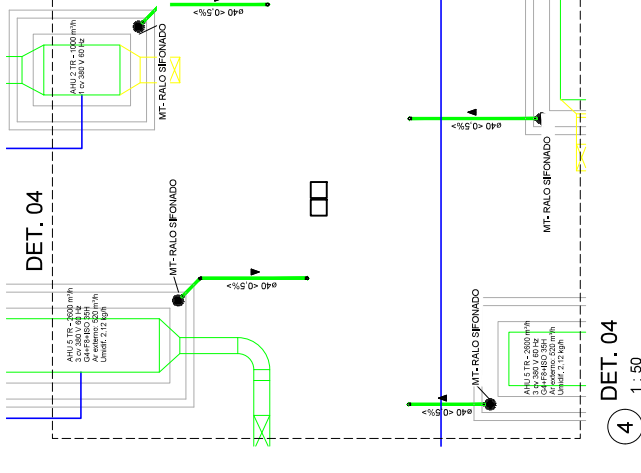 AHU 2 TR - 1000 m³/h
1 cv 380 V 60 Hz
MT- RALO SIFONADO
ø40 <0,5%>
DET. 04
MT- RALO SIFONADO
ø40 <0,5%>
AHU 5 TR - 2600 m³/h
3 cv 380 V 60 Hz
G4+F8+ISO 35H
Ar externo: 520 m³/h
Umidif. 2,12 kg/h
ø40 <0,5%>
MT- RALO SIFONADO
MT- RALO SIFONADO
ø40 <0,5%>
AHU 5 TR - 2600 m³/h
3 cv 380 V 60 Hz
G4+F8+ISO 35H
Ar externo: 520 m³/h
Umidif. 2,12 kg/h
4
DET. 04
1 : 50